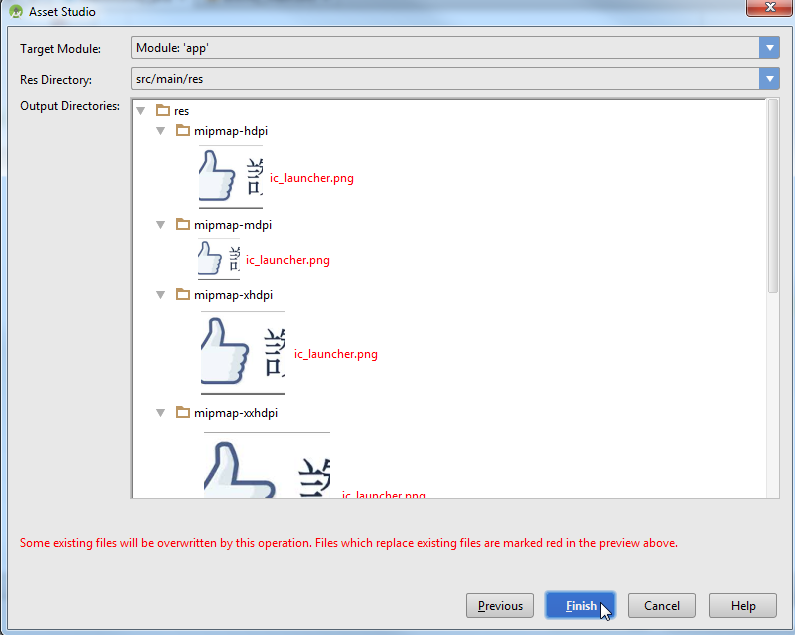 Asset Studio
Target Module:
Module: 'app'
Res Directory:
src/main/res
Output Directories:
res
mipmap-hdpi
ic_launcher.png
mipmap-mdpi
ic_launcher.png
mipmap-xhdpi
ic_launcher.png
mipmap-xxhdpi
ic_launcher.png
Some existing files will be overwritten by this operation. Files which replace existing files are marked red in the preview above.
Previous
Finish
Cancel
Help